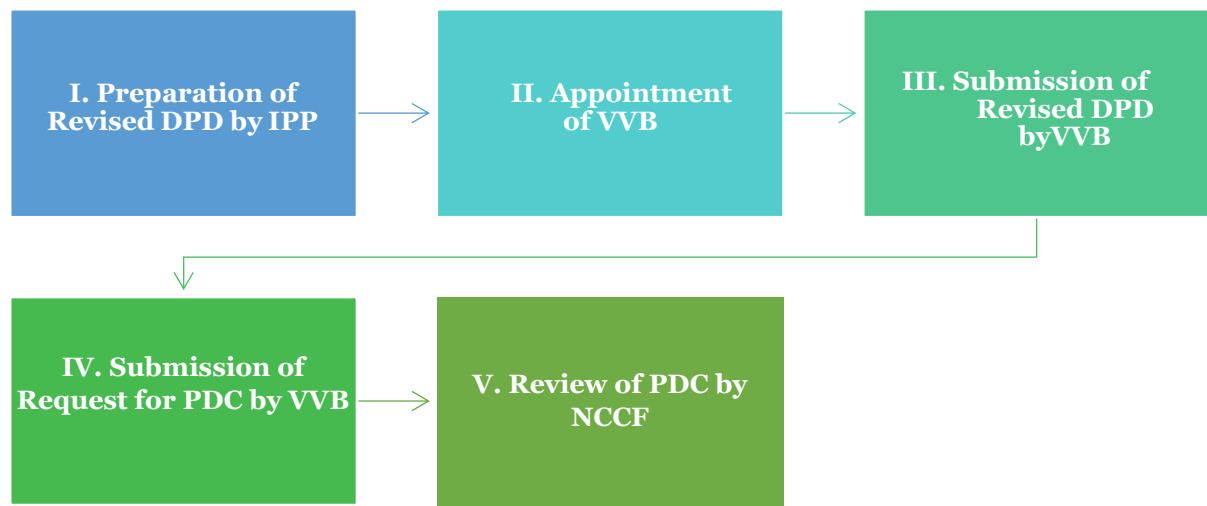 I. Preparation of
Revised DPD by IPP
II. Appointment
of VVB
III. Submission of
Revised DPD
byVVB
IV. Submission of
Request for PDC by VVB
V. Review of PDC by
NCCF